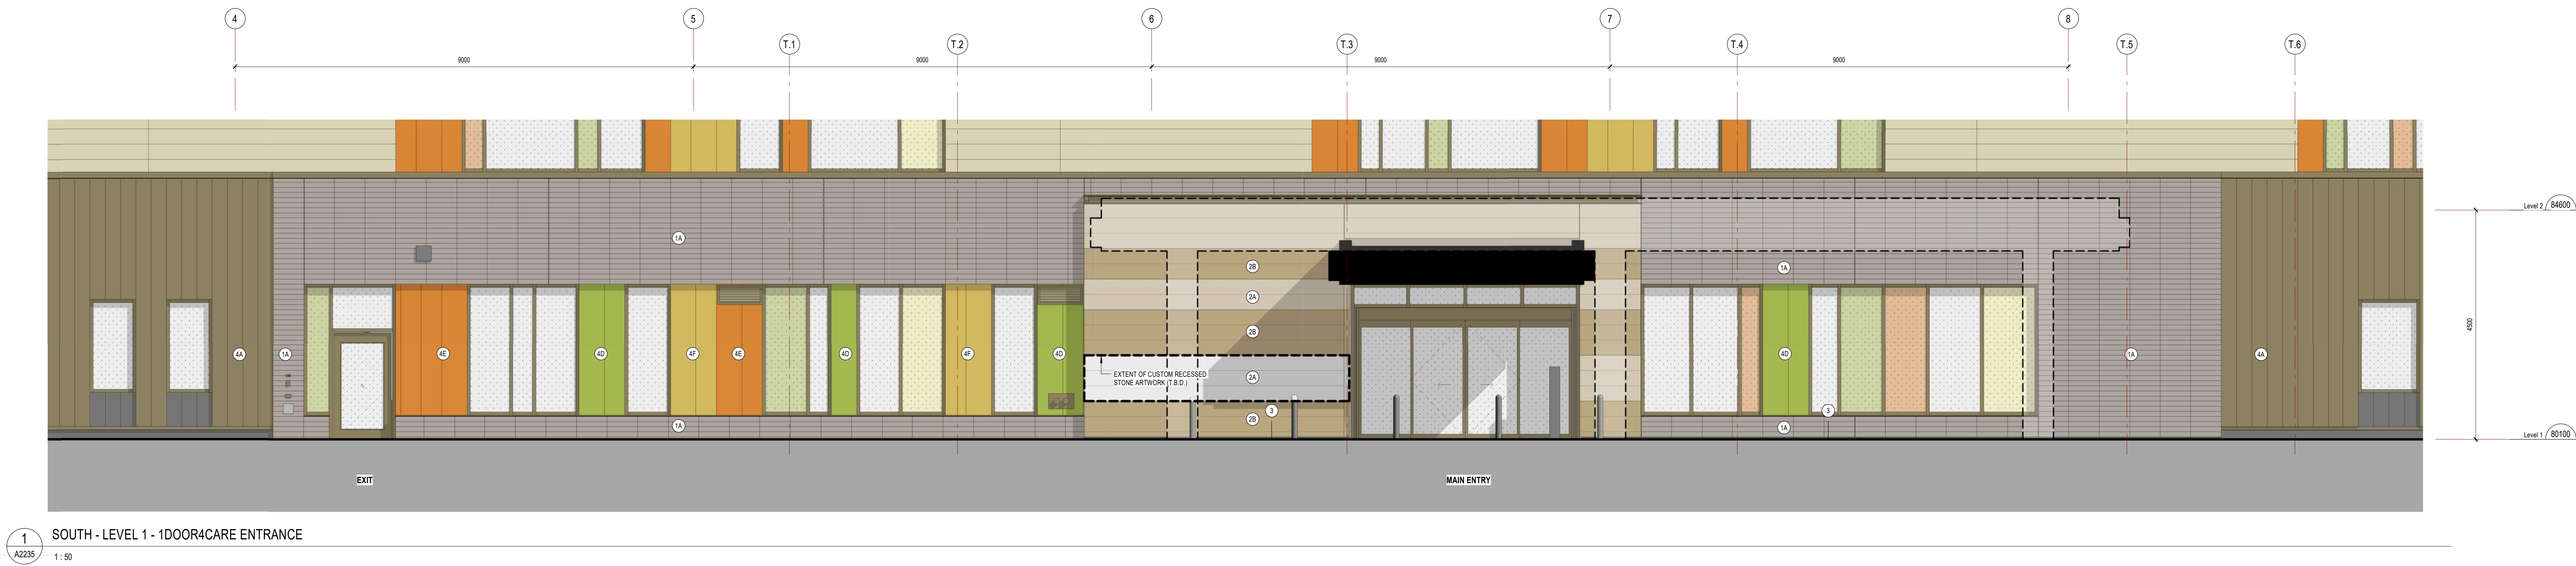 4 5 6 7 8
T.1 T.2 T.3 T.4 T.5 T.6
9000 9000 9000 9000
Level 2 84600
1A
2B 1A
2A
4500
2B
4A 1A 4E 4D 4F 4E 4D 4F 4D 4D 1A 4A
EXTENT OF CUSTOM RECESSED
STONE ARTWORK (T.B.D.)
2A
3 3
2B
1A 1A
Level 1 80100
EXIT MAIN ENTRY
1 SOUTH - LEVEL 1 - 1DOOR4CARE ENTRANCE
A2235 1 : 50